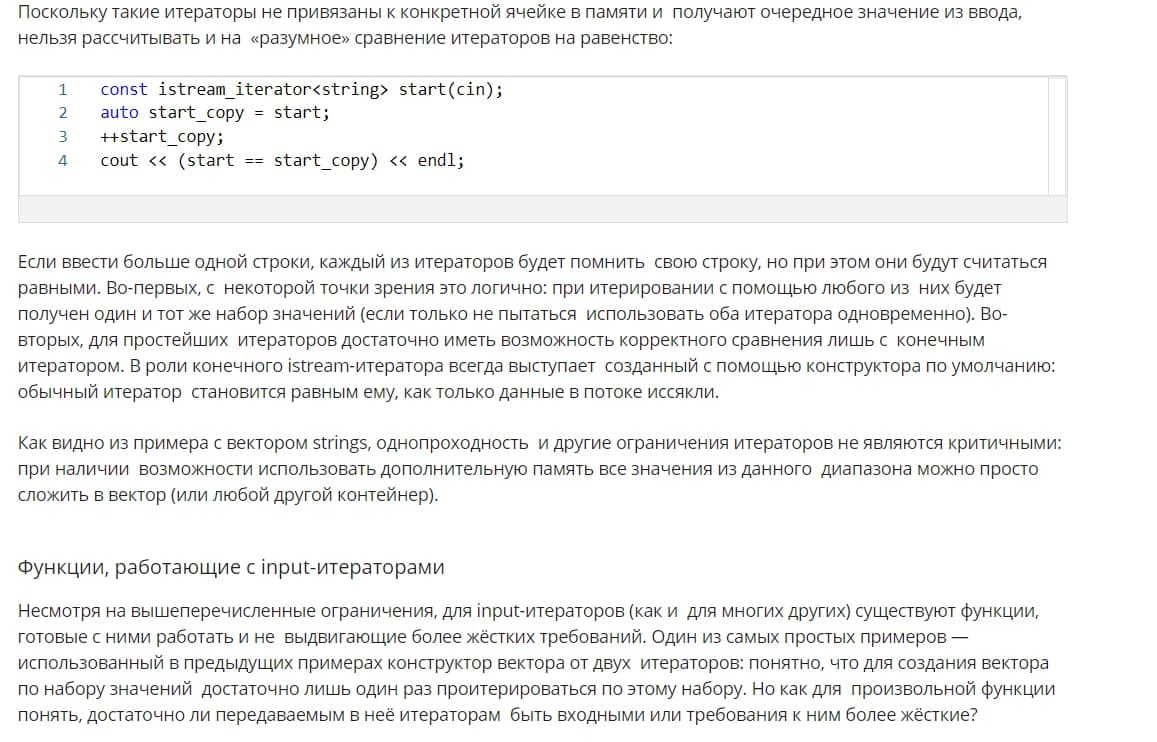 Поскольку такие итераторы не привязаны к конкретной ячейке в памяти и получают очередное значение из ввода,
нельзя рассчитывать и на «разумное» сравнение итераторов на равенство:
1 const istream_iterator<string> start(cin);
2 auto start_copy = start;
3 ++start_copy;
4 cout << (start == start_copy) << endl;
Если ввести больше одной строки, каждый из итераторов будет помнить свою строку, но при этом они будут считаться
равными. Во-первых, с некоторой точки зрения это логично: при итерировании с помощью любого из них будет
получен один и тот же набор значений (если только не пытаться использовать оба итератора одновременно). Во-
вторых, для простейших итераторов достаточно иметь возможность корректного сравнения лишь с конечным
итератором. В роли конечного istream-итератора всегда выступает созданный с помощью конструктора по умолчанию:
обычный итератор становится равным ему, как только данные в потоке иссякли.
Как видно из примера с вектором strings, однопроходность и другие ограничения итераторов не являются критичными:
при наличии возможности использовать дополнительную память все значения из данного диапазона можно просто
сложить в вектор (или любой другой контейнер).
Функции, работающие с input-итераторами
Несмотря на вышеперечисленные ограничения, для input-итераторов (как и для многих других) существуют функции,
готовые с ними работать и не выдвигающие более жёстких требований. Один из самых простых примеров —
использованный в предыдущих примерах конструктор вектора от двух итераторов: понятно, что для создания вектора
по набору значений достаточно лишь один раз проитерироваться по этому набору. Но как для произвольной функции
понять, достаточно ли передаваемым в неё итераторам быть входными или требования к ним более жёсткие?